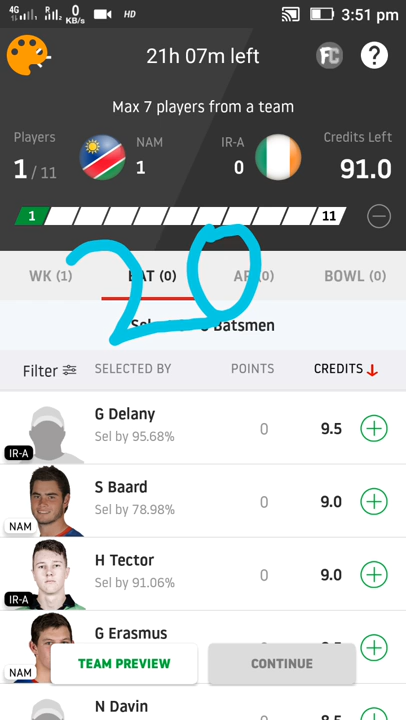 4G R 0 KB/s HD 3:51 pm
21h 07m left FC ?
Max 7 players from a team
Players NAM IR-A Credits Left
1 / 11 1 0 91.0
1 11
WK (1) BAT (0) AR (0) BOWL (0)
20
Batsmen
Filter SELECTED BY POINTS CREDITS
G Delany
Sel by 95.68% 0 9.5
IR-A
S Baard
Sel by 78.98% 0 9.0
NAM
H Tector
Sel by 91.06% 0 9.0
IR-A
G Erasmus
NAM
TEAM PREVIEW CONTINUE
N Davin